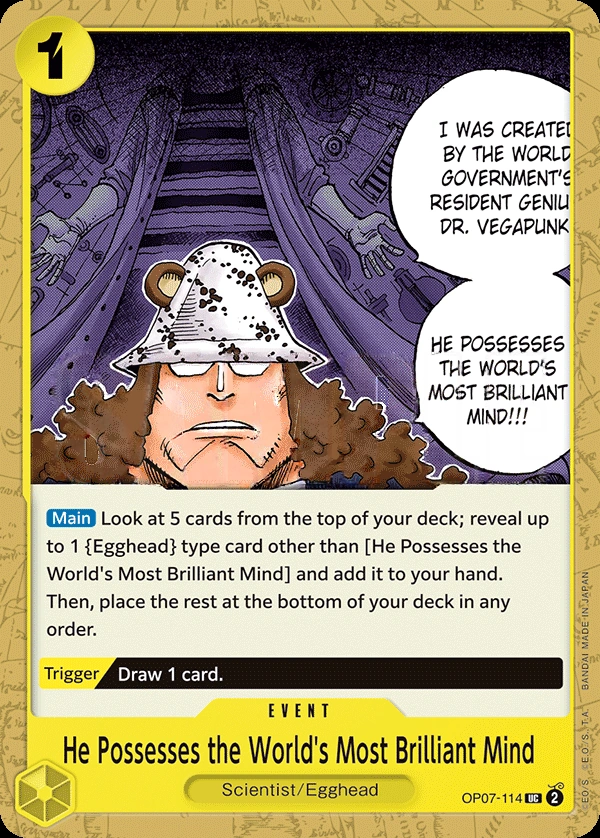 1
I WAS CREATED
BY THE WORLD
GOVERNMENT'S
RESIDENT GENIU
DR. VEGAPUNK
HE POSSESSES
THE WORLD'S
MOST BRILLIANT
MIND!!!
Main Look at 5 cards from the top of your deck; reveal up
to 1 {Egghead} type card other than [He Possesses the
World's Most Brilliant Mind] and add it to your hand.
Then, place the rest at the bottom of your deck in any
order.
Trigger Draw 1 card.
EVENT
He Possesses the World's Most Brilliant Mind
Scientist/Egghead
OP07-114 UC 2
©E.O./S. ©E.O./S.,T.A. BANDAI MADE IN JAPAN